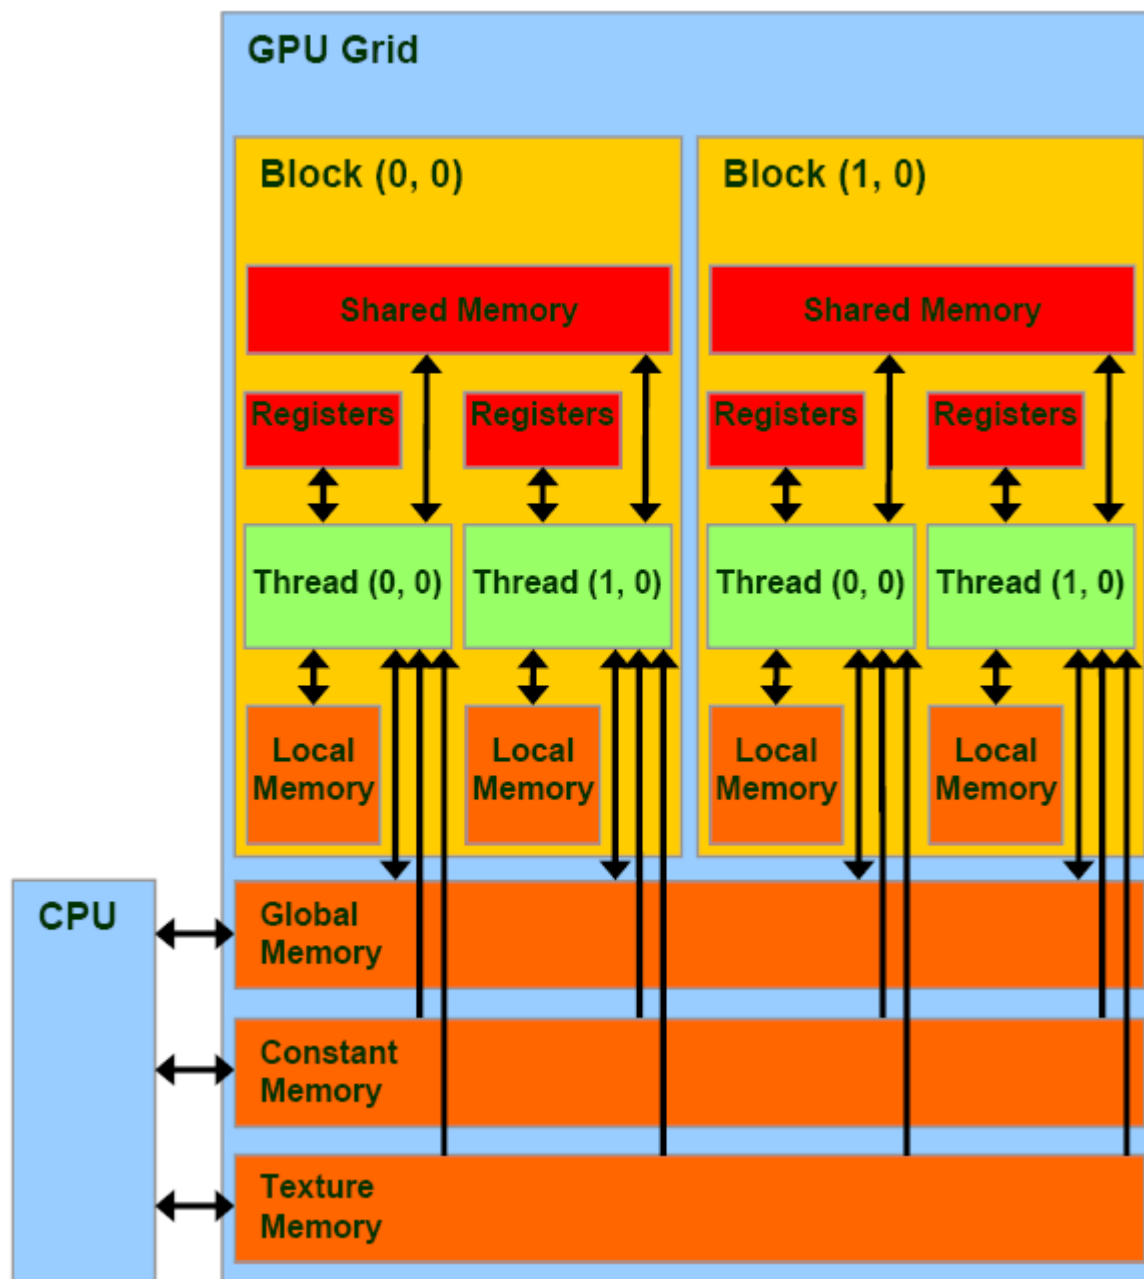 GPU Grid
Block (0, 0)
Block (1, 0)
Shared Memory
Shared Memory
Registers
Registers
Registers
Registers
Thread (0, 0)
Thread (1, 0)
Thread (0, 0)
Thread (1, 0)
Local
Memory
Local
Memory
Local
Memory
Local
Memory
CPU
Global
Memory
Constant
Memory
Texture
Memory